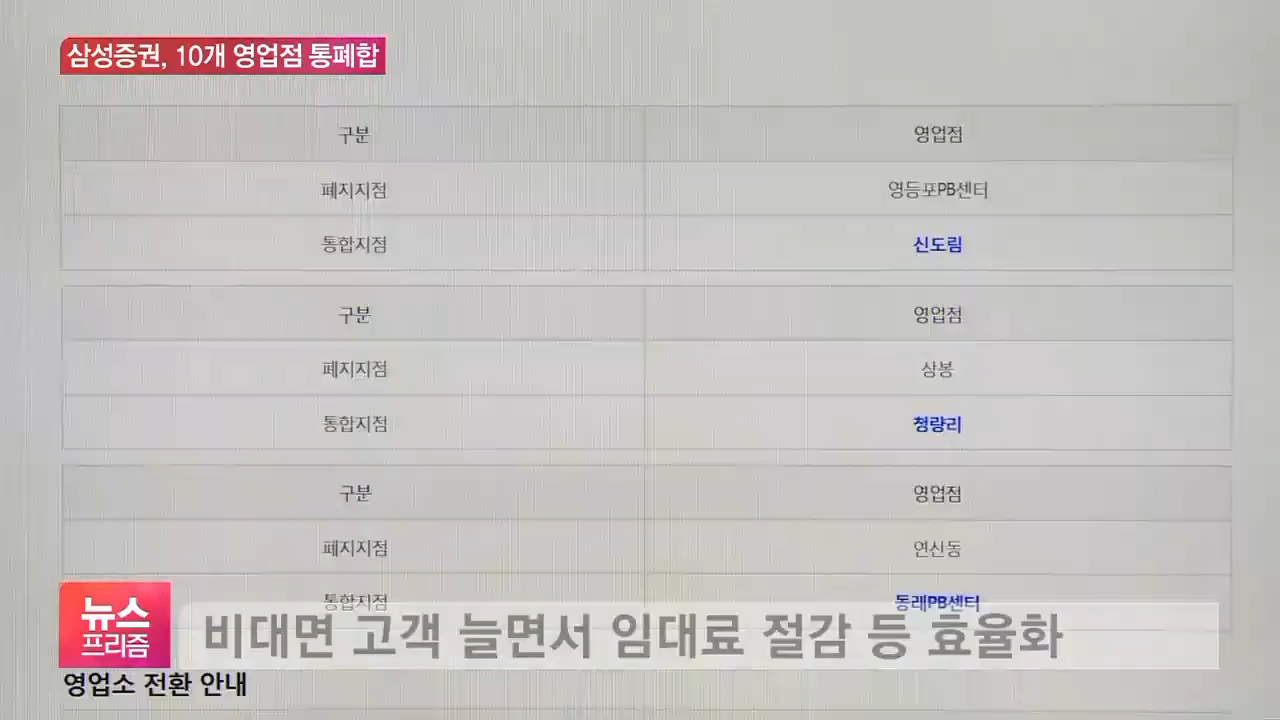 삼성증권, 10개 영업점 통폐합
구분 영업점
폐지지점 영등포PB센터
통합지점 신도림
구분 영업점
폐지지점 상봉
통합지점 청량리
구분 영업점
폐지지점 연산동
통합지점 동래PB센터
뉴스
프리즘
비대면 고객 늘면서 임대료 절감 등 효율화
영업소 전환 안내